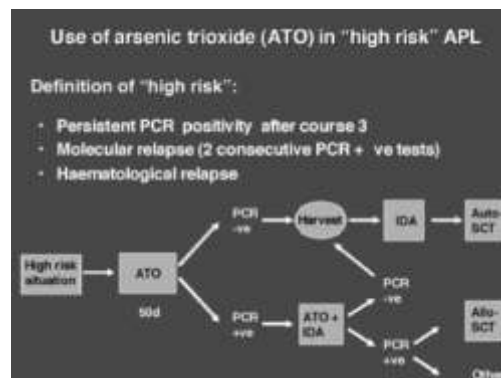 Use of arsenic trioxide (ATO) in "high risk" APL
Definition of "high risk":
• Persistent PCR positivity after course 3
• Molecular relapse (2 consecutive PCR + ve tests)
• Haematological relapse
PCR
-ve
Harvest
IDA
Auto-
SCT
High risk
situation
ATO
50d
PCR
-ve
PCR
+ve
ATO +
IDA
PCR
+ve
Allo-
SCT
Othe